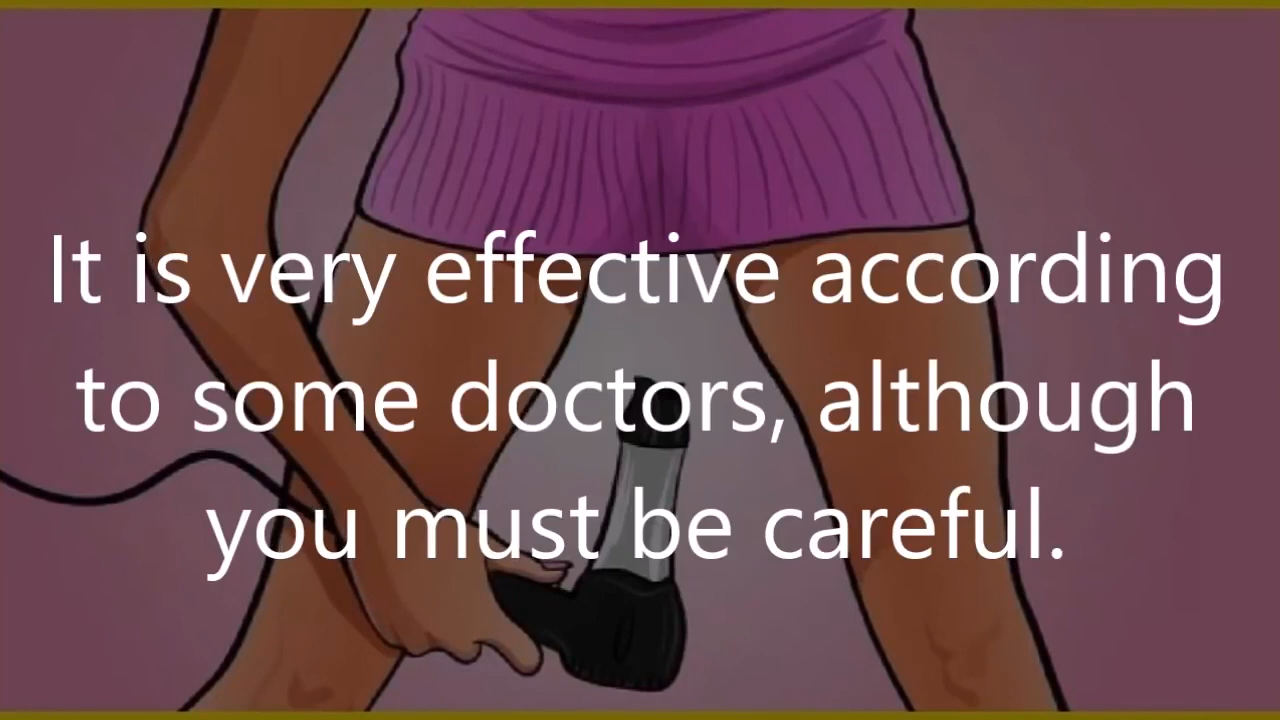 It is very effective according
to some doctors, although
you must be careful.